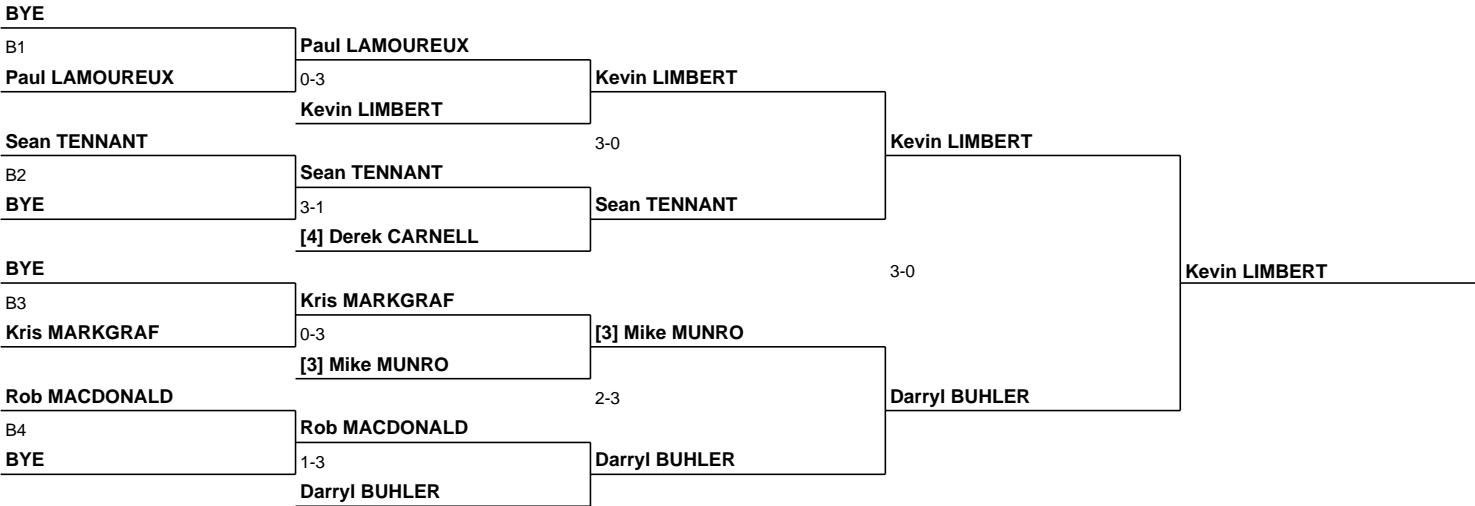 BYE
B1
Paul LAMOUREUX
Paul LAMOUREUX
0-3
Kevin LIMBERT
Kevin LIMBERT
Sean TENNANT
3-0
Kevin LIMBERT
B2
Sean TENNANT
BYE
3-1
Sean TENNANT
[4] Derek CARNELL
BYE
3-0
Kevin LIMBERT
B3
Kris MARKGRAF
Kris MARKGRAF
0-3
[3] Mike MUNRO
[3] Mike MUNRO
Rob MACDONALD
2-3
Darryl BUHLER
B4
Rob MACDONALD
BYE
1-3
Darryl BUHLER
Darryl BUHLER